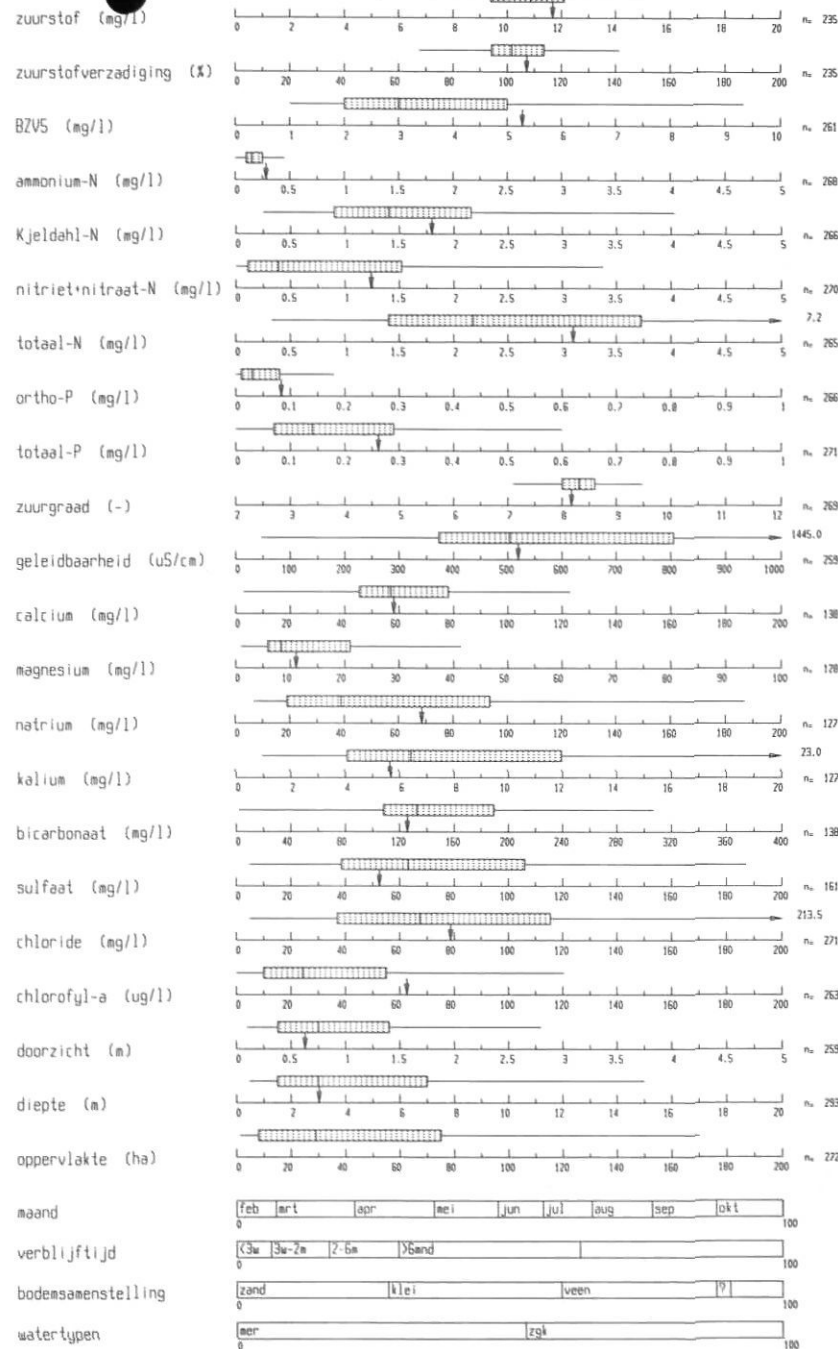 zuurstof (mg/l) 0 2 4 6 8 10 12 14 16 18 20 n= 235
zuurstofverzadiging (%) 0 20 40 60 80 100 120 140 160 180 200 n= 235
BZV5 (mg/l) 0 1 2 3 4 5 6 7 8 9 10 n= 261
ammonium-N (mg/l) 0 0.5 1 1.5 2 2.5 3 3.5 4 4.5 5 n= 268
Kjeldahl-N (mg/l) 0 0.5 1 1.5 2 2.5 3 3.5 4 4.5 5 n= 266
nitriet+nitraat-N (mg/l) 0 0.5 1 1.5 2 2.5 3 3.5 4 4.5 5 n= 270
7.2
totaal-N (mg/l) 0 0.5 1 1.5 2 2.5 3 3.5 4 4.5 5 n= 265
ortho-P (mg/l) 0 0.1 0.2 0.3 0.4 0.5 0.6 0.7 0.8 0.9 1 n= 266
totaal-P (mg/l) 0 0.1 0.2 0.3 0.4 0.5 0.6 0.7 0.8 0.9 1 n= 271
zuurgraad (-) 2 3 4 5 6 7 8 9 10 11 12 n= 269
1445.0
geleidbaarheid (uS/cm) 0 100 200 300 400 500 600 700 800 900 1000 n= 259
calcium (mg/l) 0 20 40 60 80 100 120 140 160 180 200 n= 138
magnesium (mg/l) 0 10 20 30 40 50 60 70 80 90 100 n= 128
natrium (mg/l) 0 20 40 60 80 100 120 140 160 180 200 n= 127
23.0
kalium (mg/l) 0 2 4 6 8 10 12 14 16 18 20 n= 127
bicarbonaat (mg/l) 0 40 80 120 160 200 240 280 320 360 400 n= 138
sulfaat (mg/l) 0 20 40 60 80 100 120 140 160 180 200 n= 161
213.5
chloride (mg/l) 0 20 40 60 80 100 120 140 160 180 200 n= 271
chlorofyl-a (ug/l) 0 20 40 60 80 100 120 140 160 180 200 n= 263
doorzicht (m) 0 0.5 1 1.5 2 2.5 3 3.5 4 4.5 5 n= 259
diepte (m) 0 2 4 6 8 10 12 14 16 18 20 n= 293
oppervlakte (ha) 0 20 40 60 80 100 120 140 160 180 200 n= 272
maand feb mrt apr mei jun jul aug sep okt
0 100
verblijftijd <3w 3w-2m 2-6m >6mnd
0 100
bodemsamenstelling zand klei veen ?
0 100
watertypen mer zgk
0 100